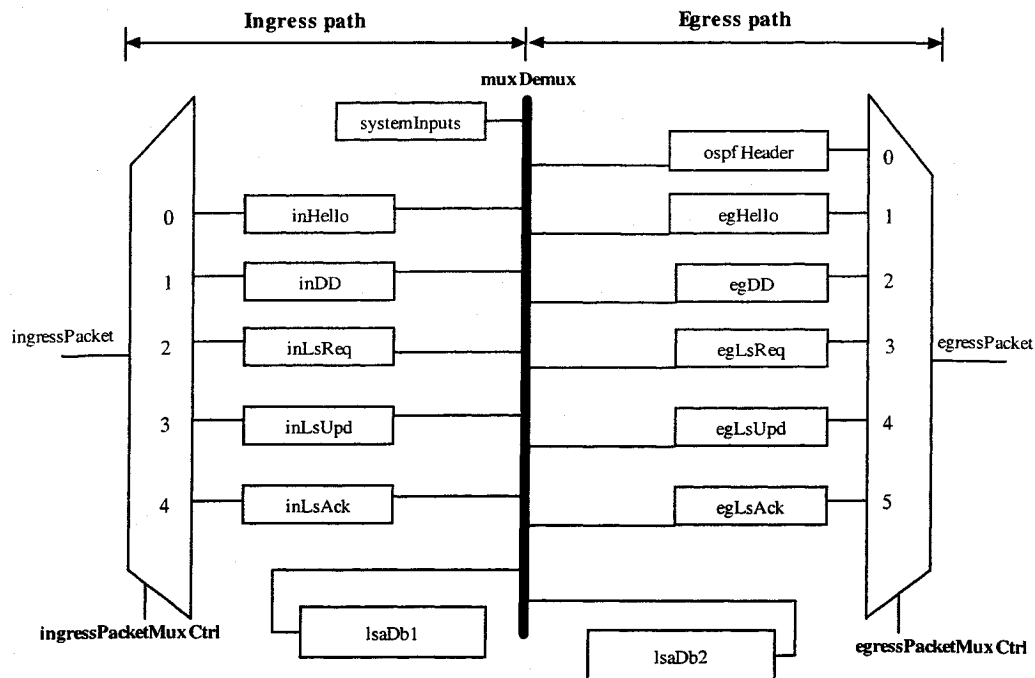 Ingress path
Egress path
muxDemux
systemInputs
ospfHeader
0
0
inHello
egHello
1
1
inDD
egDD
2
ingressPacket
2
inLsReq
egLsReq
3
egressPacket
3
inLsUpd
egLsUpd
4
4
inLsAck
egLsAck
5
ingressPacketMuxCtrl
lsaDb1
lsaDb2
egressPacketMuxCtrl